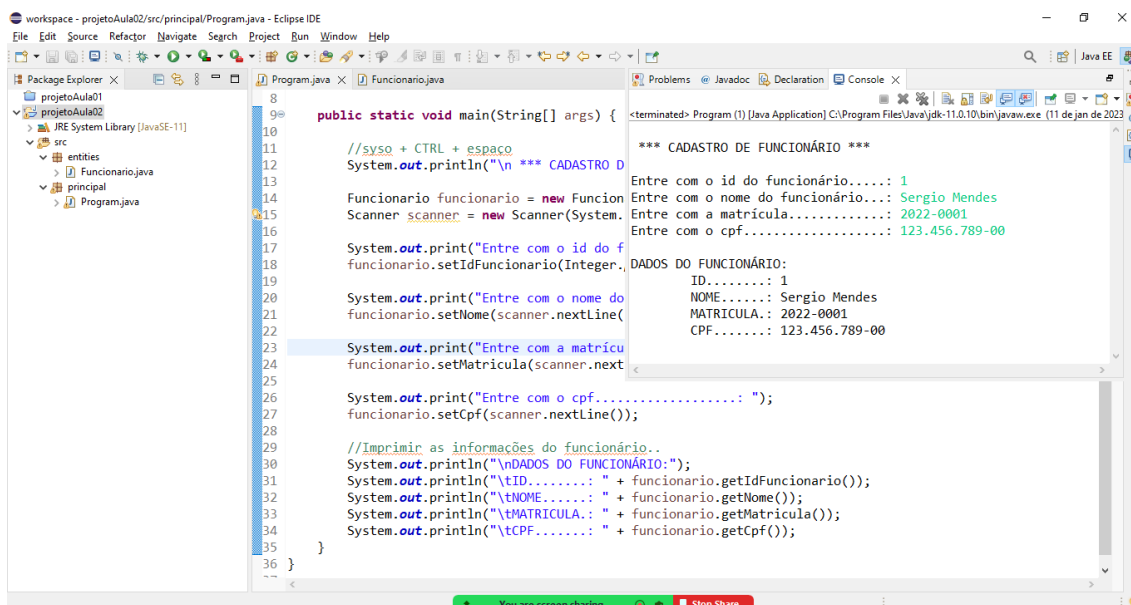 workspace - projetoAula02/src/principal/Program.java - Eclipse IDE
File Edit Source Refactor Navigate Search Project Run Window Help
Java EE
Package Explorer
projetoAula01
projetoAula02
JRE System Library [JavaSE-11]
src
entities
Funcionario.java
principal
Program.java
Program.java Funcionario.java
8
9 public static void main(String[] args) {
10
11 //syso + CTRL + espaço
12 System.out.println("\n *** CADASTRO D
13
14 Funcionario funcionario = new Funcion
15 Scanner scanner = new Scanner(System.
16
17 System.out.print("Entre com o id do f
18 funcionario.setIdFuncionario(Integer.
19
20 System.out.print("Entre com o nome do
21 funcionario.setNome(scanner.nextLine(
22
23 System.out.print("Entre com a matrícu
24 funcionario.setMatricula(scanner.next
25
26 System.out.print("Entre com o cpf...................: ");
27 funcionario.setCpf(scanner.nextLine());
28
29 //Imprimir as informações do funcionário..
30 System.out.println("\nDADOS DO FUNCIONÁRIO:");
31 System.out.println("\tID........: " + funcionario.getIdFuncionario());
32 System.out.println("\tNOME......: " + funcionario.getNome());
33 System.out.println("\tMATRICULA.: " + funcionario.getMatricula());
34 System.out.println("\tCPF.......: " + funcionario.getCpf());
35 }
36 }
Problems Javadoc Declaration Console
<terminated> Program (1) [Java Application] C:\Program Files\Java\jdk-11.0.10\bin\javaw.exe (11 de jan de 2023
*** CADASTRO DE FUNCIONÁRIO ***
Entre com o id do funcionário.....: 1
Entre com o nome do funcionário...: Sergio Mendes
Entre com a matrícula.............: 2022-0001
Entre com o cpf...................: 123.456.789-00
DADOS DO FUNCIONÁRIO:
ID........: 1
NOME......: Sergio Mendes
MATRICULA.: 2022-0001
CPF.......: 123.456.789-00
You are screen sharing Stop Share